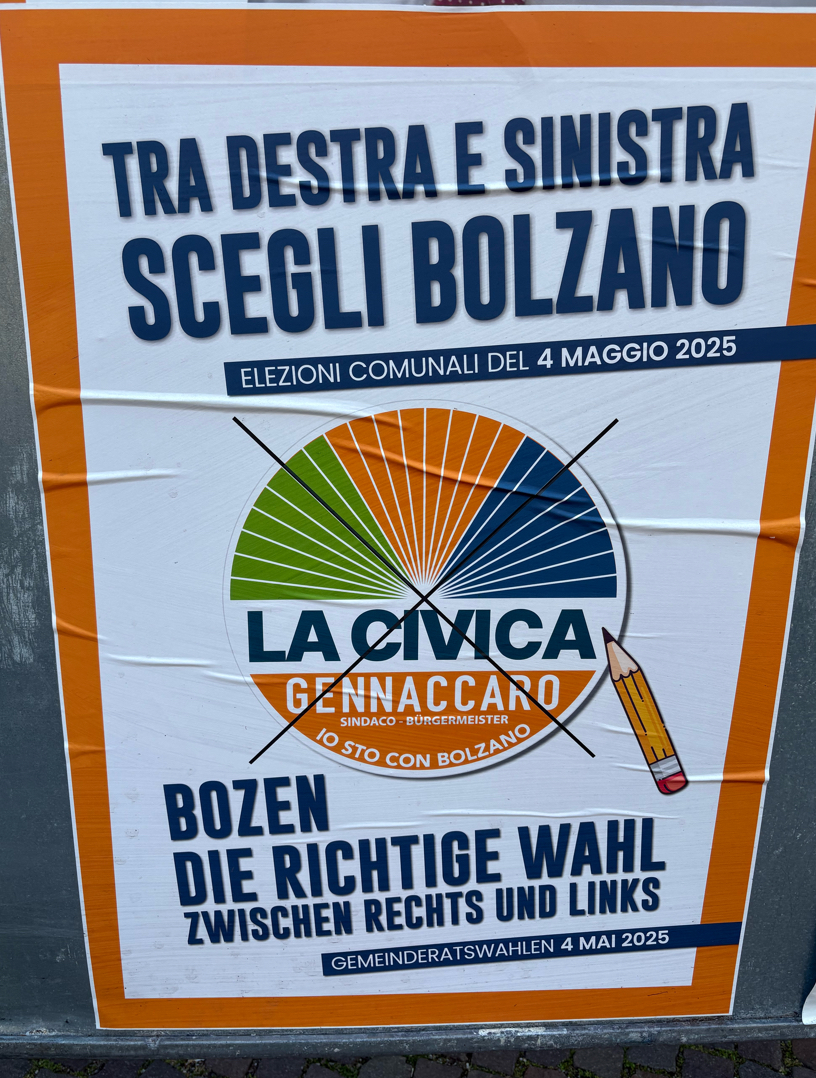 TRA DESTRA E SINISTRA
SCEGLI BOLZANO
ELEZIONI COMUNALI DEL 4 MAGGIO 2025
LA CIVICA
GENNACCARO
SINDACO - BÜRGERMEISTER
IO STO CON BOLZANO
BOZEN
DIE RICHTIGE WAHL
ZWISCHEN RECHTS UND LINKS
GEMEINDERATSWAHLEN 4 MAI 2025